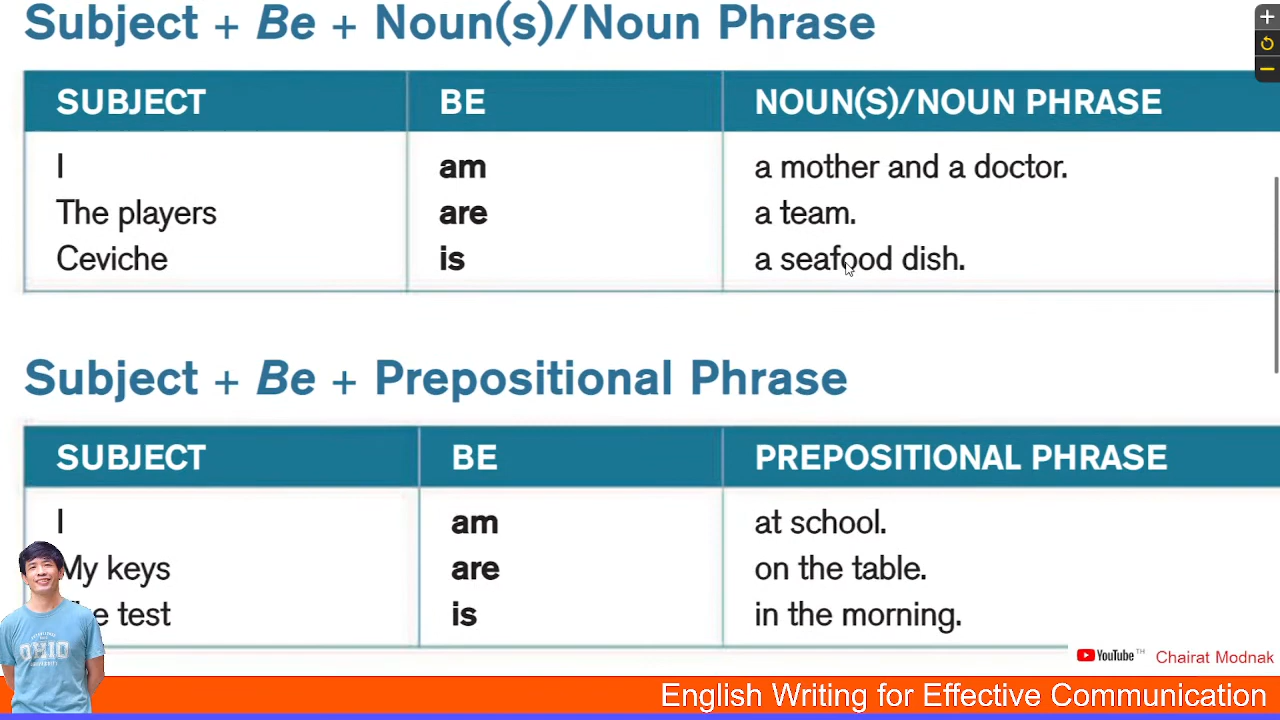 Subject + Be + Noun(s)/Noun Phrase
SUBJECT BE NOUN(S)/NOUN PHRASE
I am a mother and a doctor.
The players are a team.
Ceviche is a seafood dish.
Subject + Be + Prepositional Phrase
SUBJECT BE PREPOSITIONAL PHRASE
I am at school.
My keys are on the table.
test is in the morning.
OHIO
YouTube TH Chairat Modnak
English Writing for Effective Communication